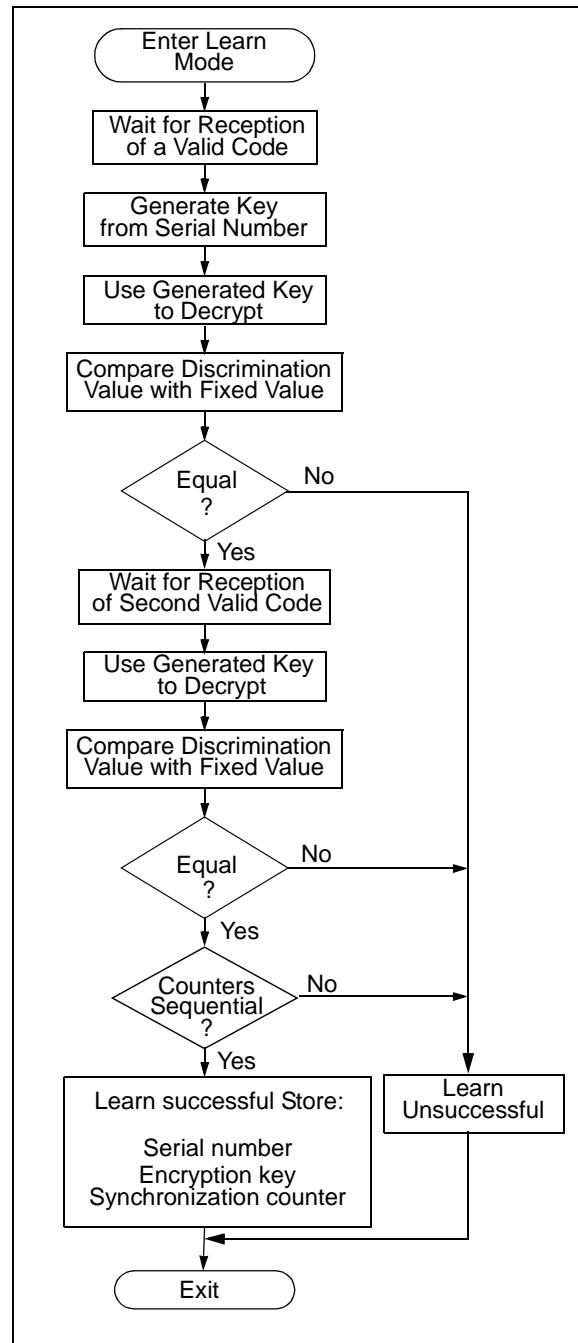 Enter Learn
Mode
Wait for Reception
of a Valid Code
Generate Key
from Serial Number
Use Generated Key
to Decrypt
Compare Discrimination
Value with Fixed Value
Equal
?
No
Yes
Wait for Reception
of Second Valid Code
Use Generated Key
to Decrypt
Compare Discrimination
Value with Fixed Value
Equal
?
No
Yes
Counters
Sequential
?
No
Yes
Learn successful Store:
Serial number
Encryption key
Synchronization counter
Learn
Unsuccessful
Exit